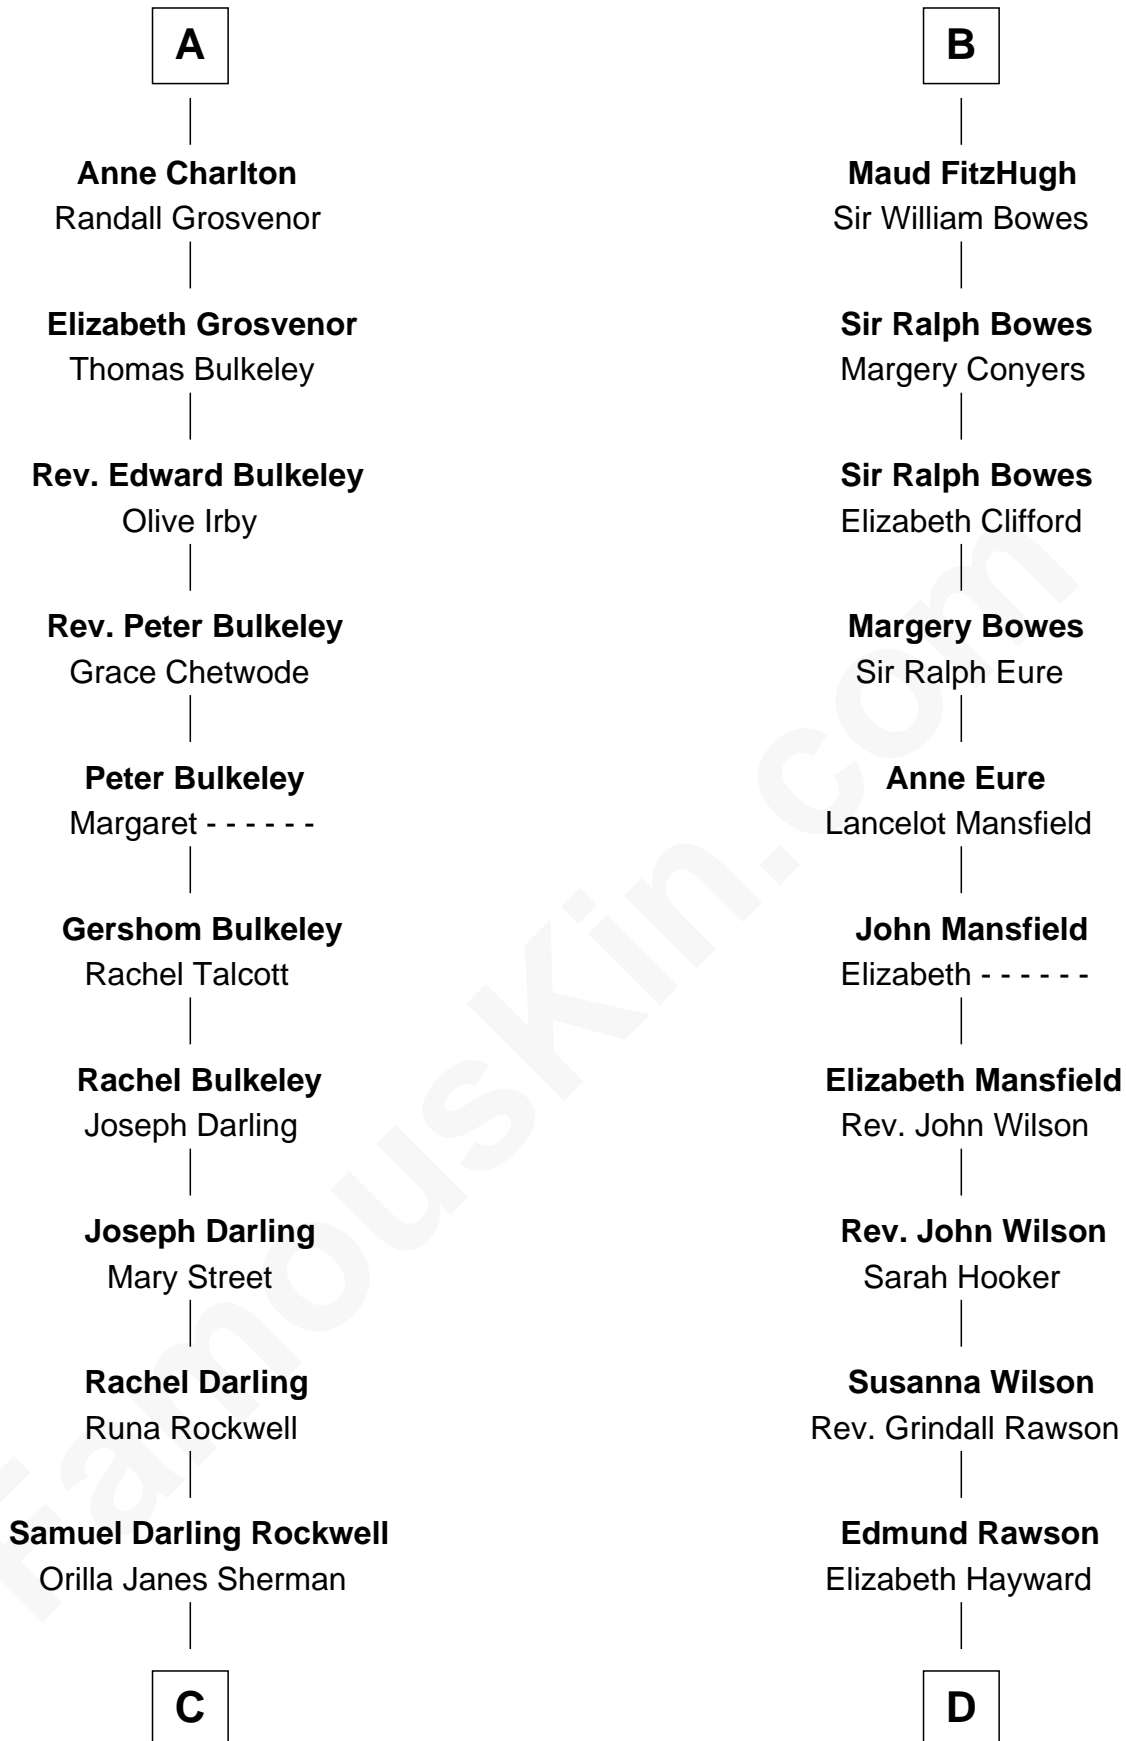 A
Anne Charlton
Randall Grosvenor
Elizabeth Grosvenor
Thomas Bulkeley
Rev. Edward Bulkeley
Olive Irby
Rev. Peter Bulkeley
Grace Chetwode
Peter Bulkeley
Margaret - - - - - -
Gershom Bulkeley
Rachel Talcott
Rachel Bulkeley
Joseph Darling
Joseph Darling
Mary Street
Rachel Darling
Runa Rockwell
Samuel Darling Rockwell
Orilla Janes Sherman
C
B
Maud FitzHugh
Sir William Bowes
Sir Ralph Bowes
Margery Conyers
Sir Ralph Bowes
Elizabeth Clifford
Margery Bowes
Sir Ralph Eure
Anne Eure
Lancelot Mansfield
John Mansfield
Elizabeth - - - - - -
Elizabeth Mansfield
Rev. John Wilson
Rev. John Wilson
Sarah Hooker
Susanna Wilson
Rev. Grindall Rawson
Edmund Rawson
Elizabeth Hayward
D
FamousKin.com